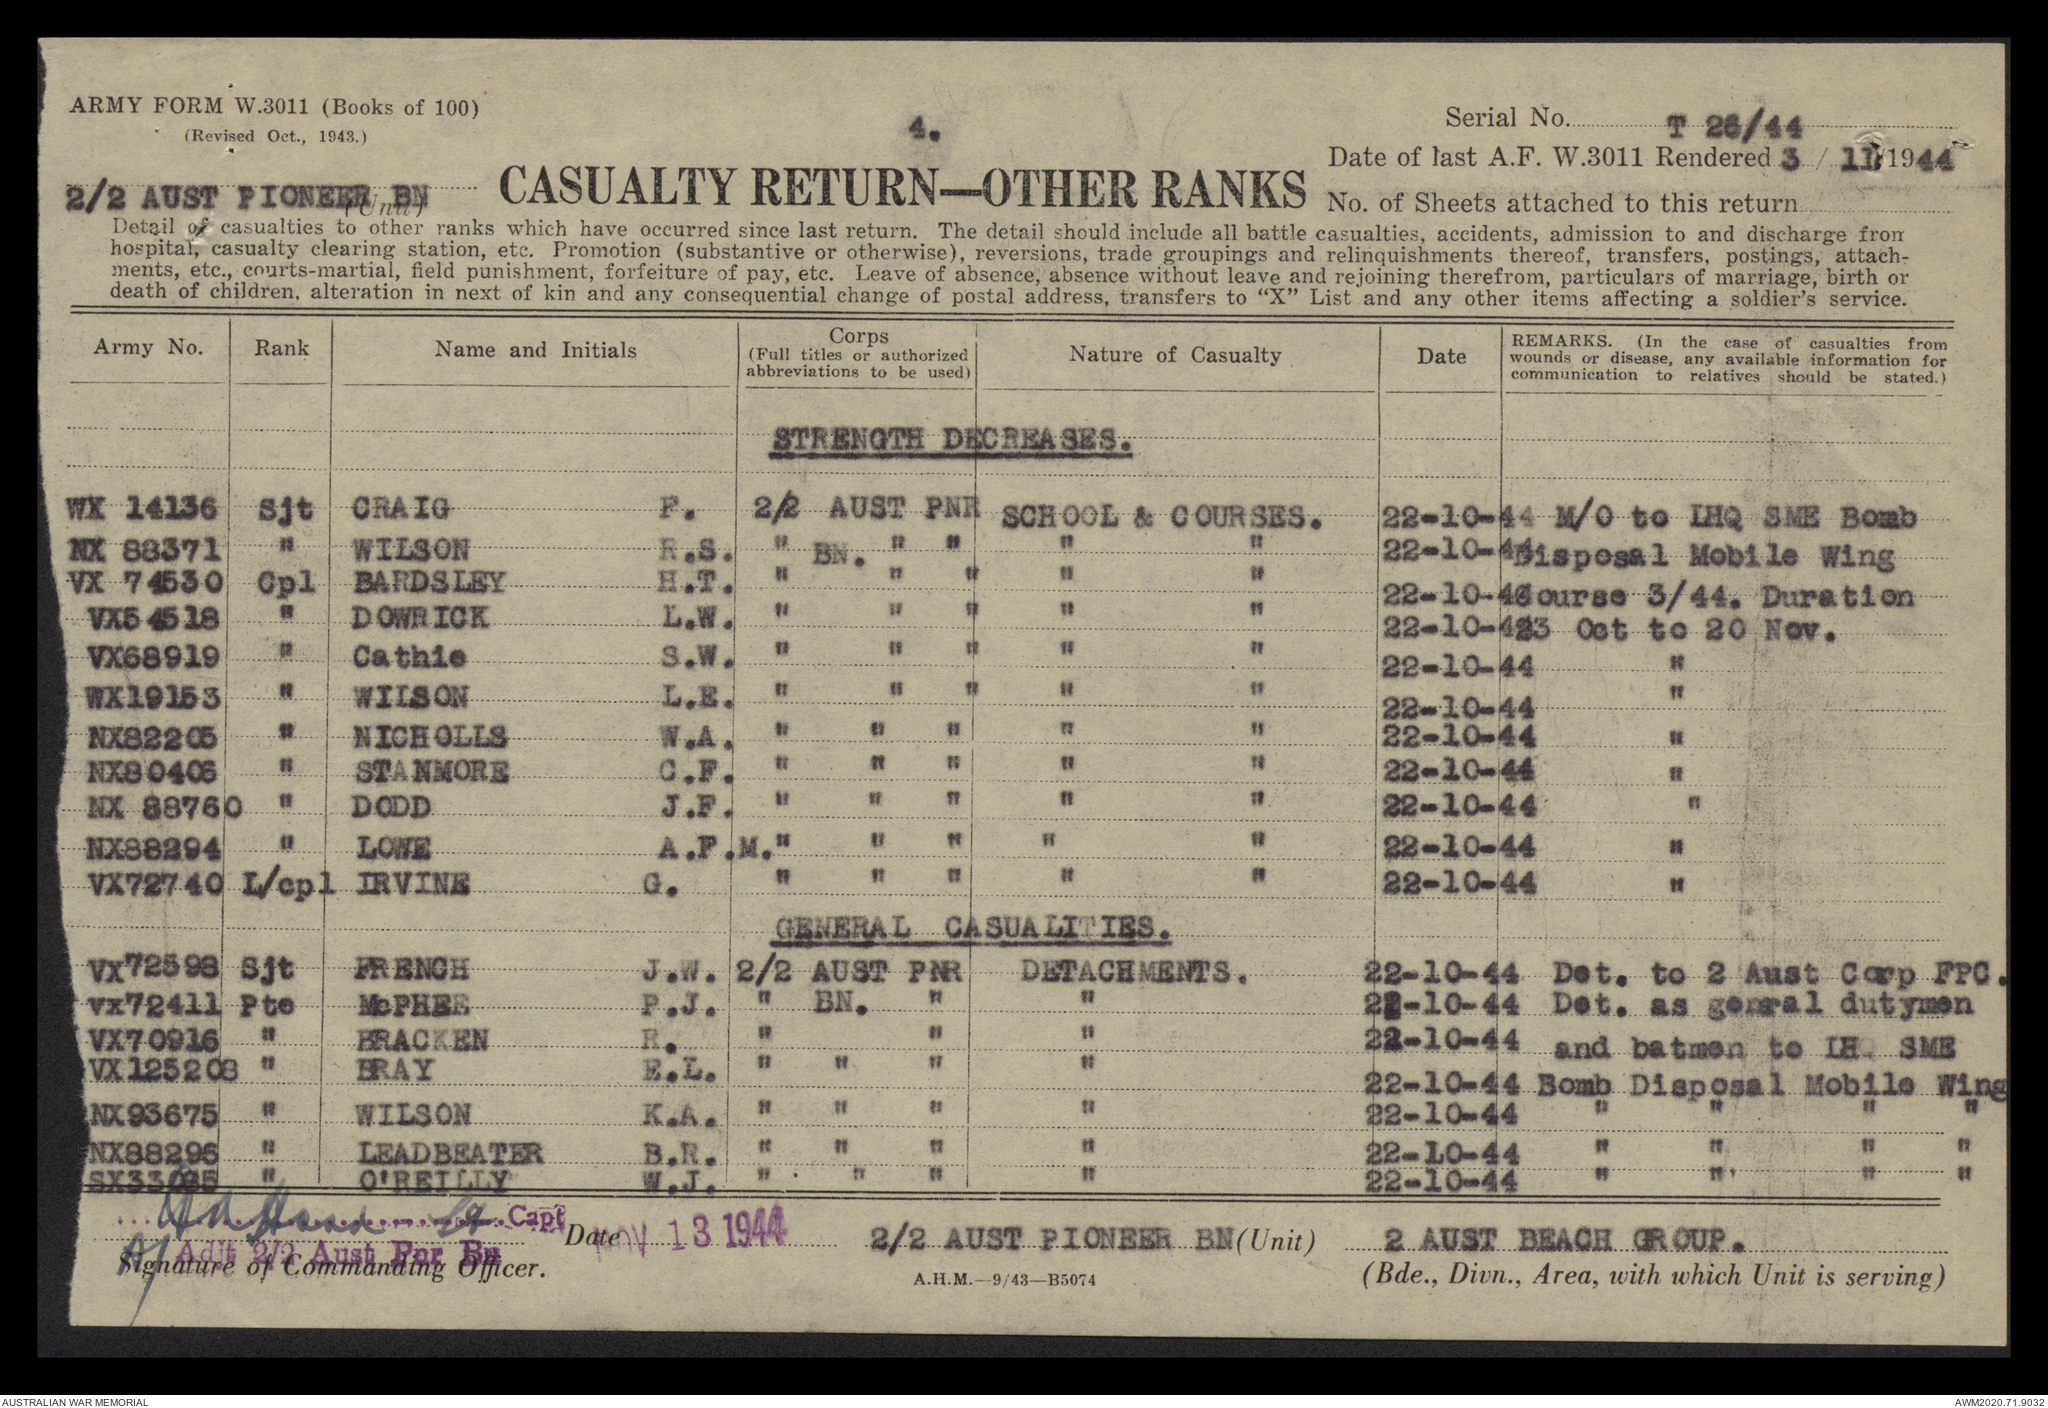 ARMY FORM W.3011 (Books of 100)
(Revised Oct., 1943.)
4.
Serial No. T 26/44
Date of last A.F. W.3011 Rendered 3 / 11/1944
2/2 AUST PIONEER BN
(Unit)
CASUALTY RETURN—OTHER RANKS
No. of Sheets attached to this return
Detail of casualties to other ranks which have occurred since last return. The detail should include all battle casualties, accidents, admission to and discharge from
hospital, casualty clearing station, etc. Promotion (substantive or otherwise), reversions, trade groupings and relinquishments thereof, transfers, postings, attach-
ments, etc., courts-martial, field punishment, forfeiture of pay, etc. Leave of absence, absence without leave and rejoining therefrom, particulars of marriage, birth or
death of children, alteration in next of kin and any consequential change of postal address, transfers to "X" List and any other items affecting a soldier's service.
Army No. Rank Name and Initials Corps (Full titles or authorized abbreviations to be used) Nature of Casualty Date REMARKS. (In the case of casualties from wounds or disease, any available information for communication to relatives should be stated.)
STRENGTH DECREASES.
WX 14136 Sjt CRAIG F. 2/2 AUST PNR SCHOOL & COURSES. 22-10-44 M/O to LHQ SME Bomb
NX 88371 " WILSON R.S. " BN. " " " " 22-10-44 Disposal Mobile Wing
VX 74530 Cpl BARDSLEY H.T. " " " " " 22-10-44 Course 3/44. Duration
VX54518 " DOWRICK L.W. " " " " " 22-10-44 23 Oct to 20 Nov.
VX68919 " Cathie S.W. " " " " " 22-10-44 "
WX19153 " WILSON L.E. " " " " " 22-10-44 "
NX82205 " NICHOLLS W.A. " " " " " 22-10-44 "
NX80405 " STANMORE C.F. " " " " " 22-10-44 "
NX 88760 " DODD J.F. " " " " " 22-10-44 "
NX88294 " LOWE A.F.M. " " " " " 22-10-44 "
VX72740 L/cpl IRVINE G. " " " " " 22-10-44 "
GENERAL CASUALITIES.
VX72598 Sjt FRENCH J.W. 2/2 AUST PNR DETACHMENTS. 22-10-44 Det. to 2 Aust Corp FPC.
vx72411 Pte McPHEE P.J. " BN. " " 22-10-44 Det. as general dutymen
VX70916 " BRACKEN R. " " " 22-10-44 and batmen to LHQ SME
VX125208 " BRAY E.L. " " " " 22-10-44 Bomb Disposal Mobile Wing
NX93675 " WILSON K.A. " " " " 22-10-44 " " " "
NX88296 " LEADBEATER B.R. " " " " 22-10-44 " " " "
" O'REILLY W.J. " " " " 22-10-44 " " " "
Capt
Adjt 2/2 Aust Pnr Bn
Signature of Commanding Officer.
Date NOV 13 1944
2/2 AUST PIONEER BN (Unit)
2 AUST BEACH GROUP.
A.H.M.—9/43—B5074
(Bde., Divn., Area, with which Unit is serving)
AUSTRALIAN WAR MEMORIAL
AWM2020.71.9032